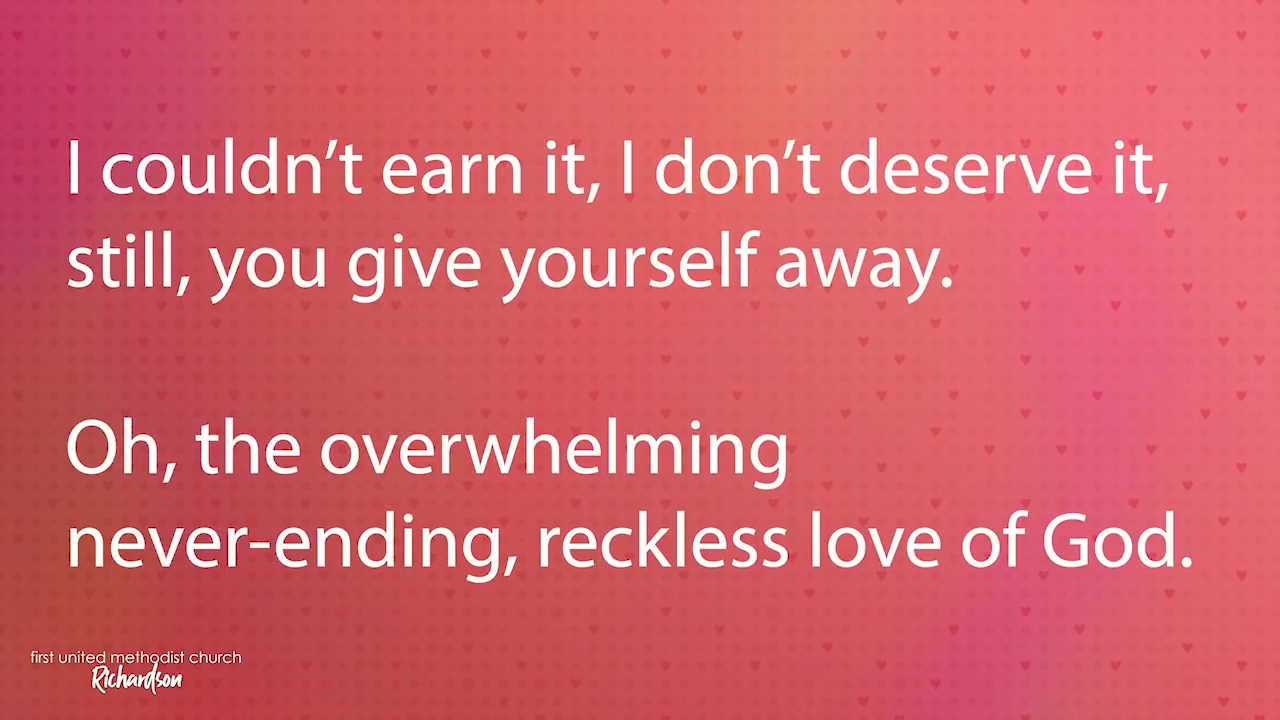 I couldn’t earn it, I don’t deserve it,
still, you give yourself away.
Oh, the overwhelming
never-ending, reckless love of God.
first united methodist church
Richardson